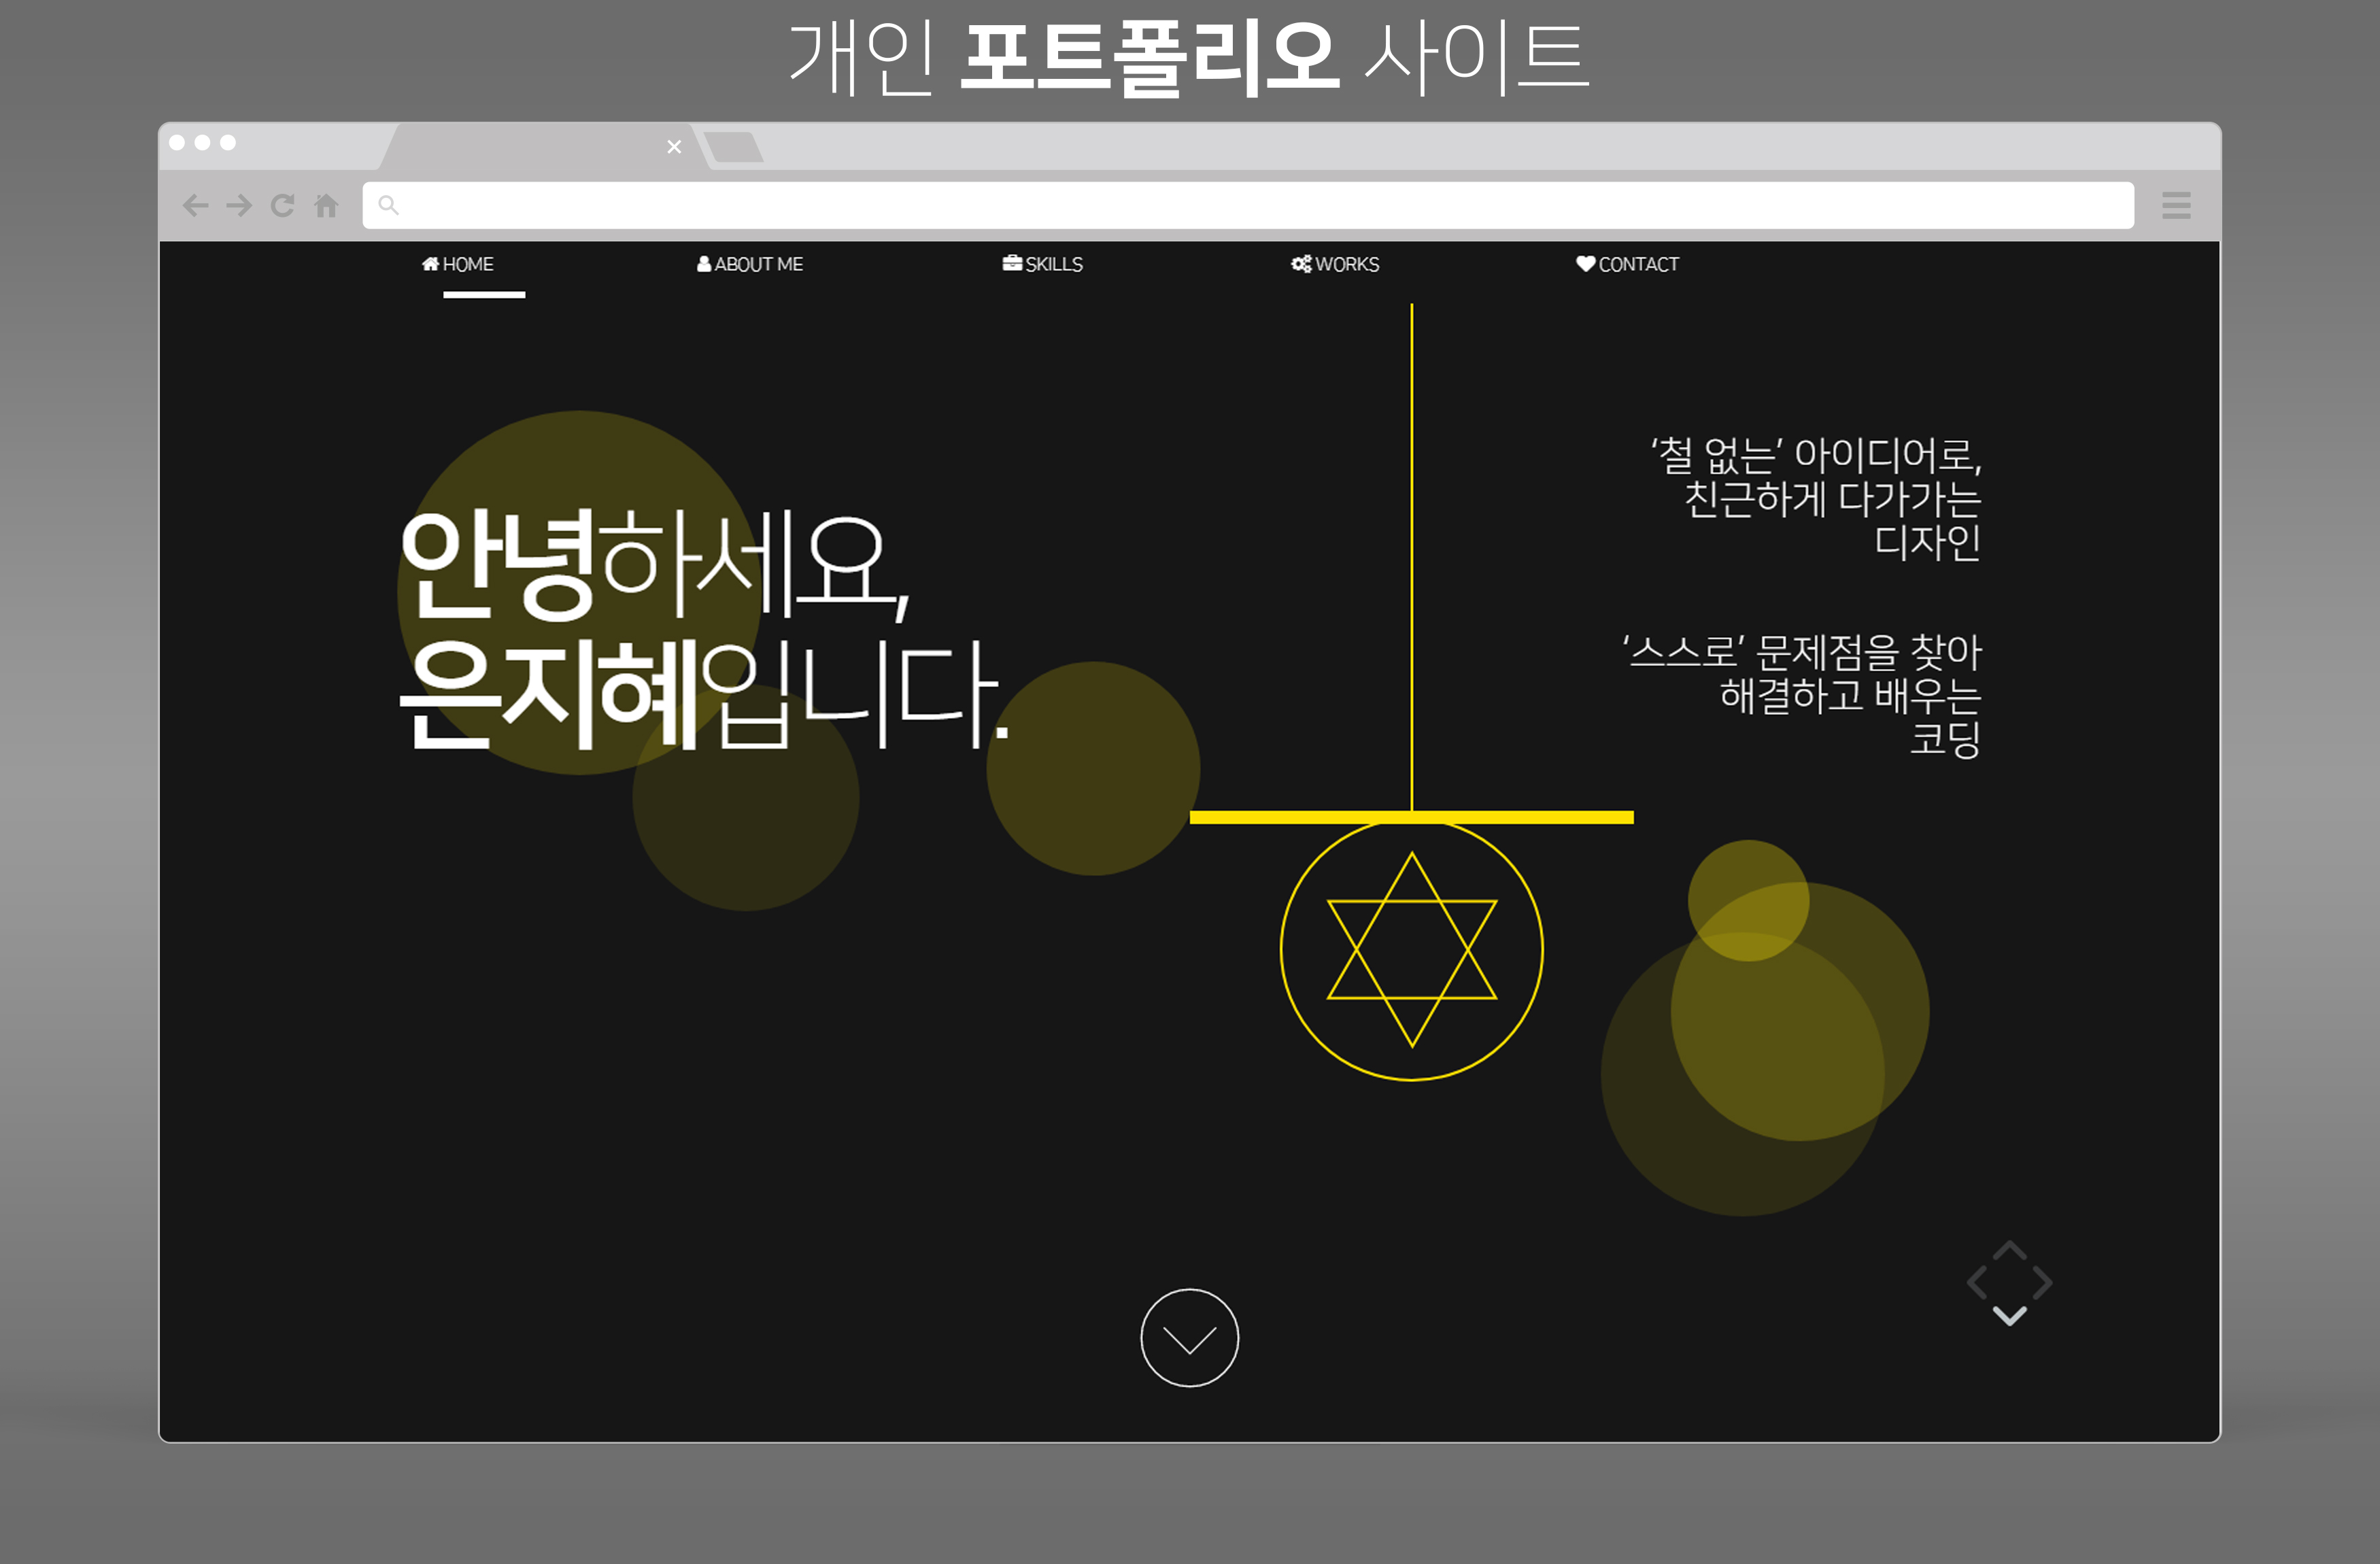 개인 포트폴리오 사이트
HOME ABOUT ME SKILLS WORKS CONTACT
안녕하세요,
은지혜입니다.
‘철 없는’ 아이디어로,
친근하게 다가가는
디자인
‘스스로’ 문제점을 찾아
해결하고 배우는
코딩